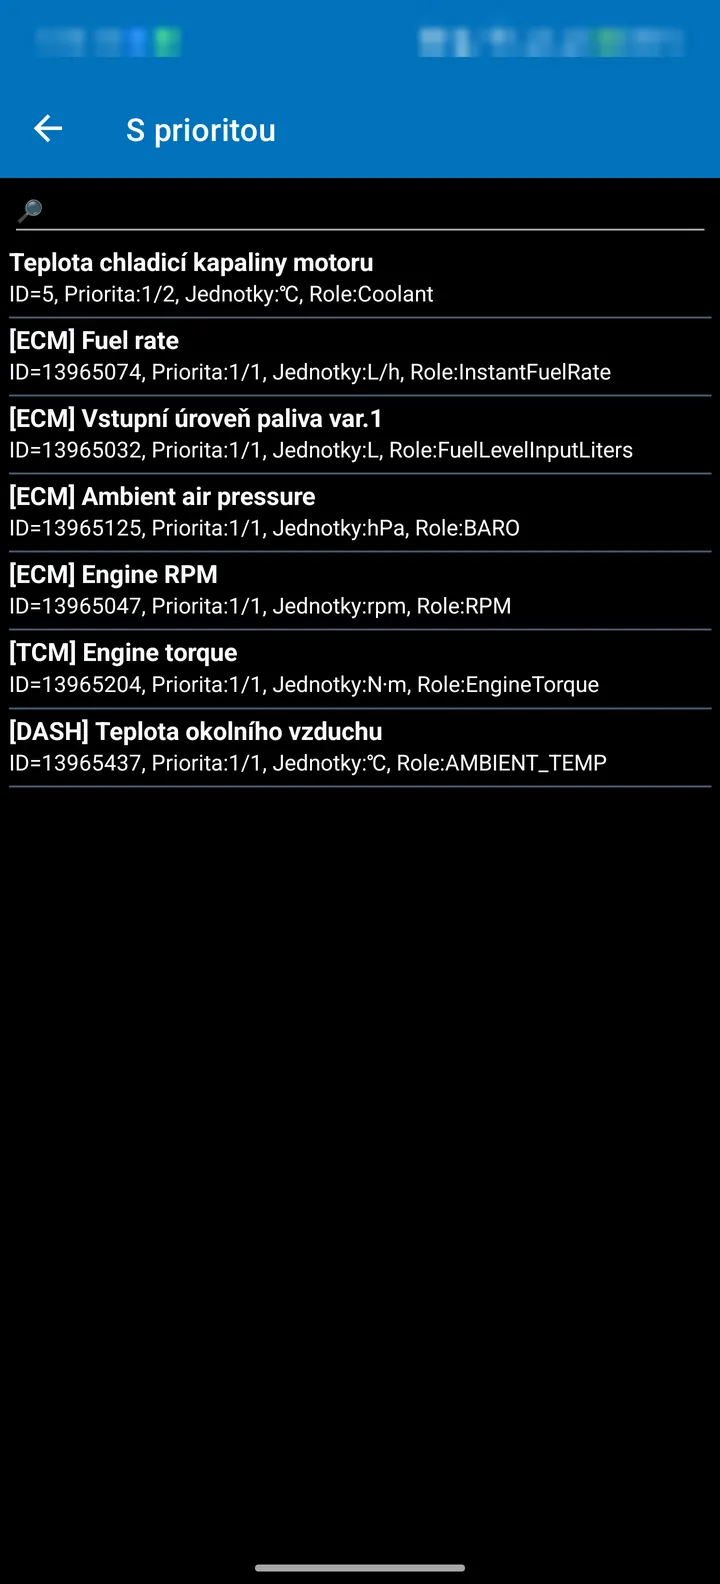 S prioritou
Teplota chladicí kapaliny motoru
ID=5, Priorita:1/2, Jednotky:℃, Role:Coolant
[ECM] Fuel rate
ID=13965074, Priorita:1/1, Jednotky:L/h, Role:InstantFuelRate
[ECM] Vstupní úroveň paliva var.1
ID=13965032, Priorita:1/1, Jednotky:L, Role:FuelLevelInputLiters
[ECM] Ambient air pressure
ID=13965125, Priorita:1/1, Jednotky:hPa, Role:BARO
[ECM] Engine RPM
ID=13965047, Priorita:1/1, Jednotky:rpm, Role:RPM
[TCM] Engine torque
ID=13965204, Priorita:1/1, Jednotky:N·m, Role:EngineTorque
[DASH] Teplota okolního vzduchu
ID=13965437, Priorita:1/1, Jednotky:℃, Role:AMBIENT_TEMP